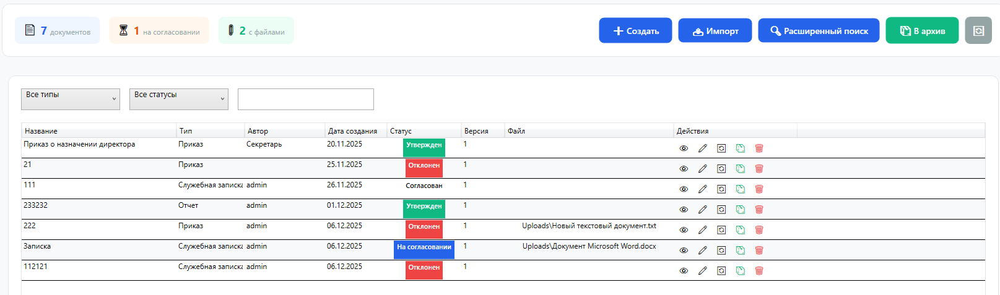 7 документов 1 на согласовании 2 с файлами Создать Импорт Расширенный поиск В архив
Все типы Все статусы
Название Тип Автор Дата создания Статус Версия Файл Действия
Приказ о назначении директора Приказ Секретарь 20.11.2025 Утвержден 1
21 Приказ 25.11.2025 Отклонен 1
111 Служебная записка admin 26.11.2025 Согласован 1
233232 Отчет admin 01.12.2025 Утвержден 1
222 Приказ admin 06.12.2025 Отклонен 1 Uploads\Новый текстовый документ.txt
Записка Служебная записка admin 06.12.2025 На согласовании 1 Uploads\Документ Microsoft Word.docx
112121 Служебная записка admin 06.12.2025 Отклонен 1